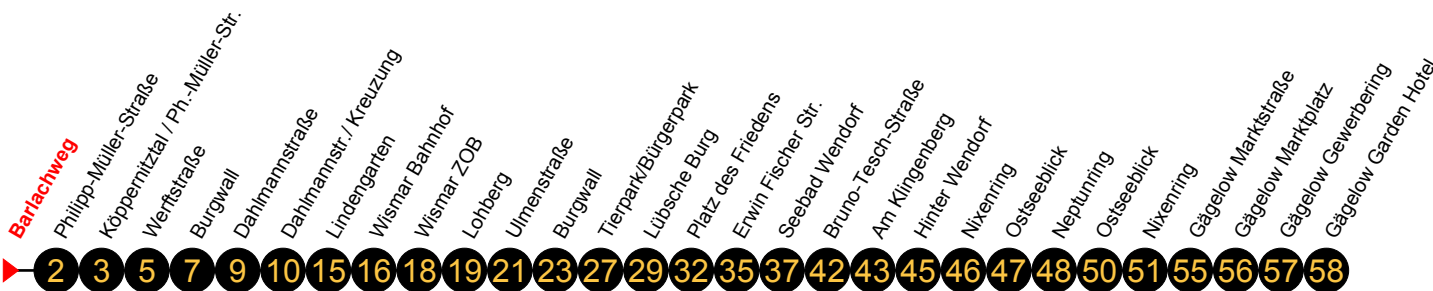 Barlachweg
Philipp-Müller-Straße
Köppernitztal / Ph.-Müller-Str.
Werftstraße
Burgwall
Dahlmannstraße
Dahlmannstr./ Kreuzung
Lindengarten
Wismar Bahnhof
Wismar ZOB
Lohberg
Ulmenstraße
Burgwall
Tierpark/Bürgerpark
Lübsche Burg
Platz des Friedens
Erwin Fischer Str.
Seebad Wendorf
Bruno-Tesch-Straße
Am Klingenberg
Hinter Wendorf
Nixenring
Ostseeblick
Neptunring
Ostseeblick
Nixenring
Gägelow Marktstraße
Gägelow Marktplatz
Gägelow Gewerbering
Gägelow Garden Hotel
2 3 5 7 9 10 15 16 18 19 21 23 27 29 32 35 37 42 43 45 46 47 48 50 51 55 56 57 58